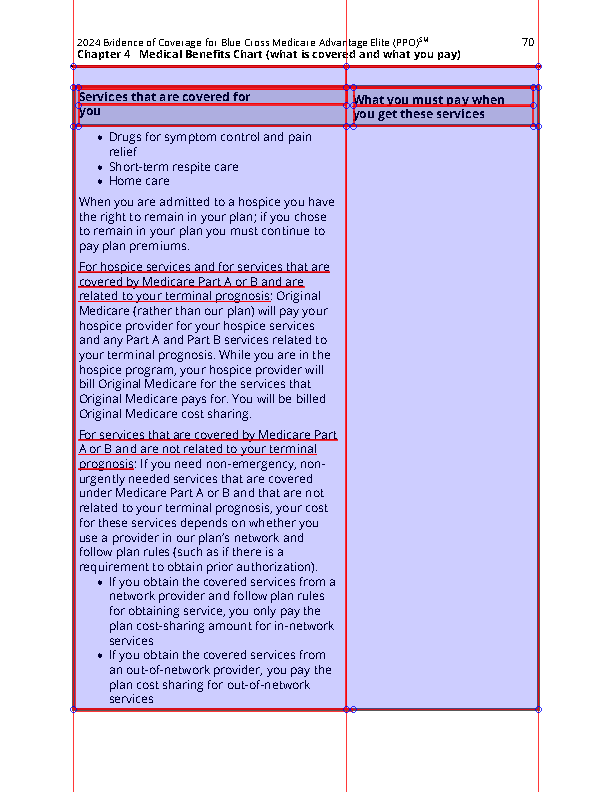 2024 Evidence of Coverage for Blue Cross Medicare Advantage Elite (PPO)℠ 70
Chapter 4 Medical Benefits Chart (what is covered and what you pay)
Services that are covered for
you
What you must pay when
you get these services
• Drugs for symptom control and pain
relief
• Short-term respite care
• Home care
When you are admitted to a hospice you have
the right to remain in your plan; if you chose
to remain in your plan you must continue to
pay plan premiums.
For hospice services and for services that are
covered by Medicare Part A or B and are
related to your terminal prognosis: Original
Medicare (rather than our plan) will pay your
hospice provider for your hospice services
and any Part A and Part B services related to
your terminal prognosis. While you are in the
hospice program, your hospice provider will
bill Original Medicare for the services that
Original Medicare pays for. You will be billed
Original Medicare cost sharing.
For services that are covered by Medicare Part
A or B and are not related to your terminal
prognosis: If you need non-emergency, non-
urgently needed services that are covered
under Medicare Part A or B and that are not
related to your terminal prognosis, your cost
for these services depends on whether you
use a provider in our plan's network and
follow plan rules (such as if there is a
requirement to obtain prior authorization).
• If you obtain the covered services from a
network provider and follow plan rules
for obtaining service, you only pay the
plan cost-sharing amount for in-network
services
• If you obtain the covered services from
an out-of-network provider, you pay the
plan cost sharing for out-of-network
services